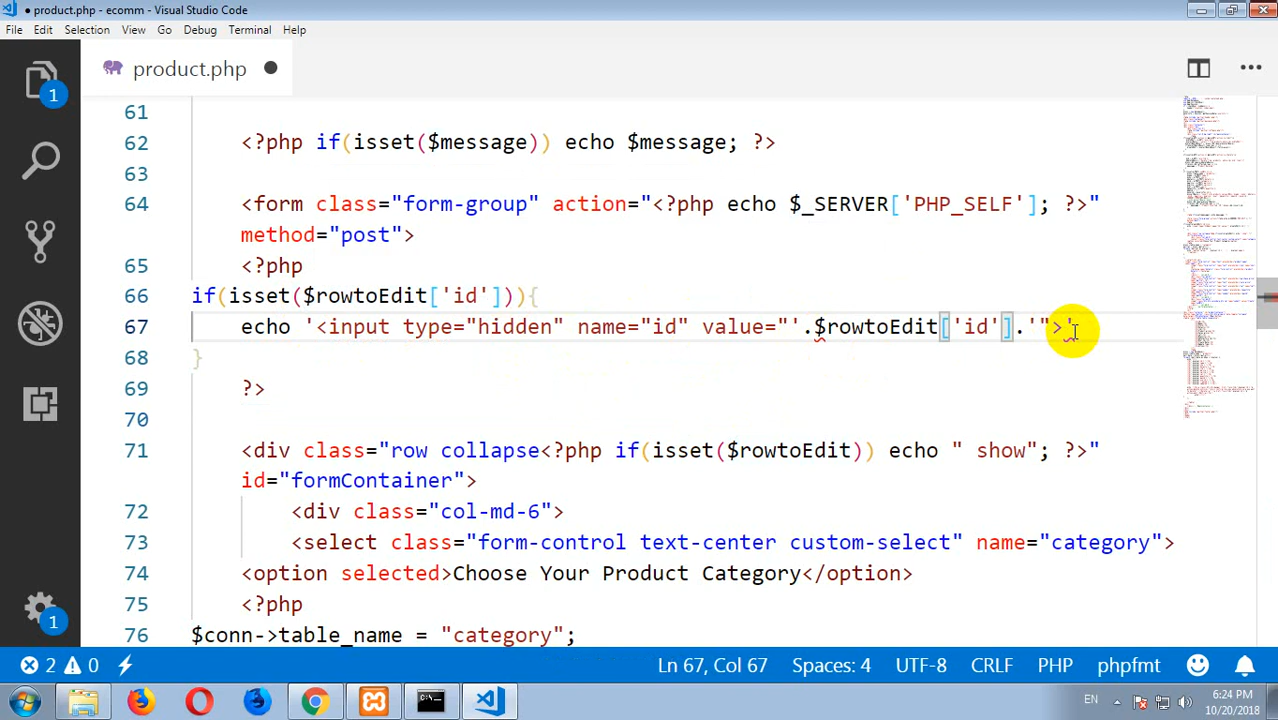 product.php - ecomm - Visual Studio Code
File Edit Selection View Go Debug Terminal Help
product.php
61
62 <?php if(isset($message)) echo $message; ?>
63
64 <form class="form-group" action="<?php echo $_SERVER['PHP_SELF']; ?>"
method="post">
65 <?php
66 if(isset($rowtoEdit['id']))
67 echo '<input type="hidden" name="id" value="'.$rowtoEdit['id'].'">'
68 }
69 ?>
70
71 <div class="row collapse<?php if(isset($rowtoEdit)) echo " show"; ?>"
id="formContainer">
72 <div class="col-md-6">
73 <select class="form-control text-center custom-select" name="category">
74 <option selected>Choose Your Product Category</option>
75 <?php
76 $conn->table_name = "category";
1
1
2 0 Ln 67, Col 67 Spaces: 4 UTF-8 CRLF PHP phpfmt
EN 6:24 PM
10/20/2018